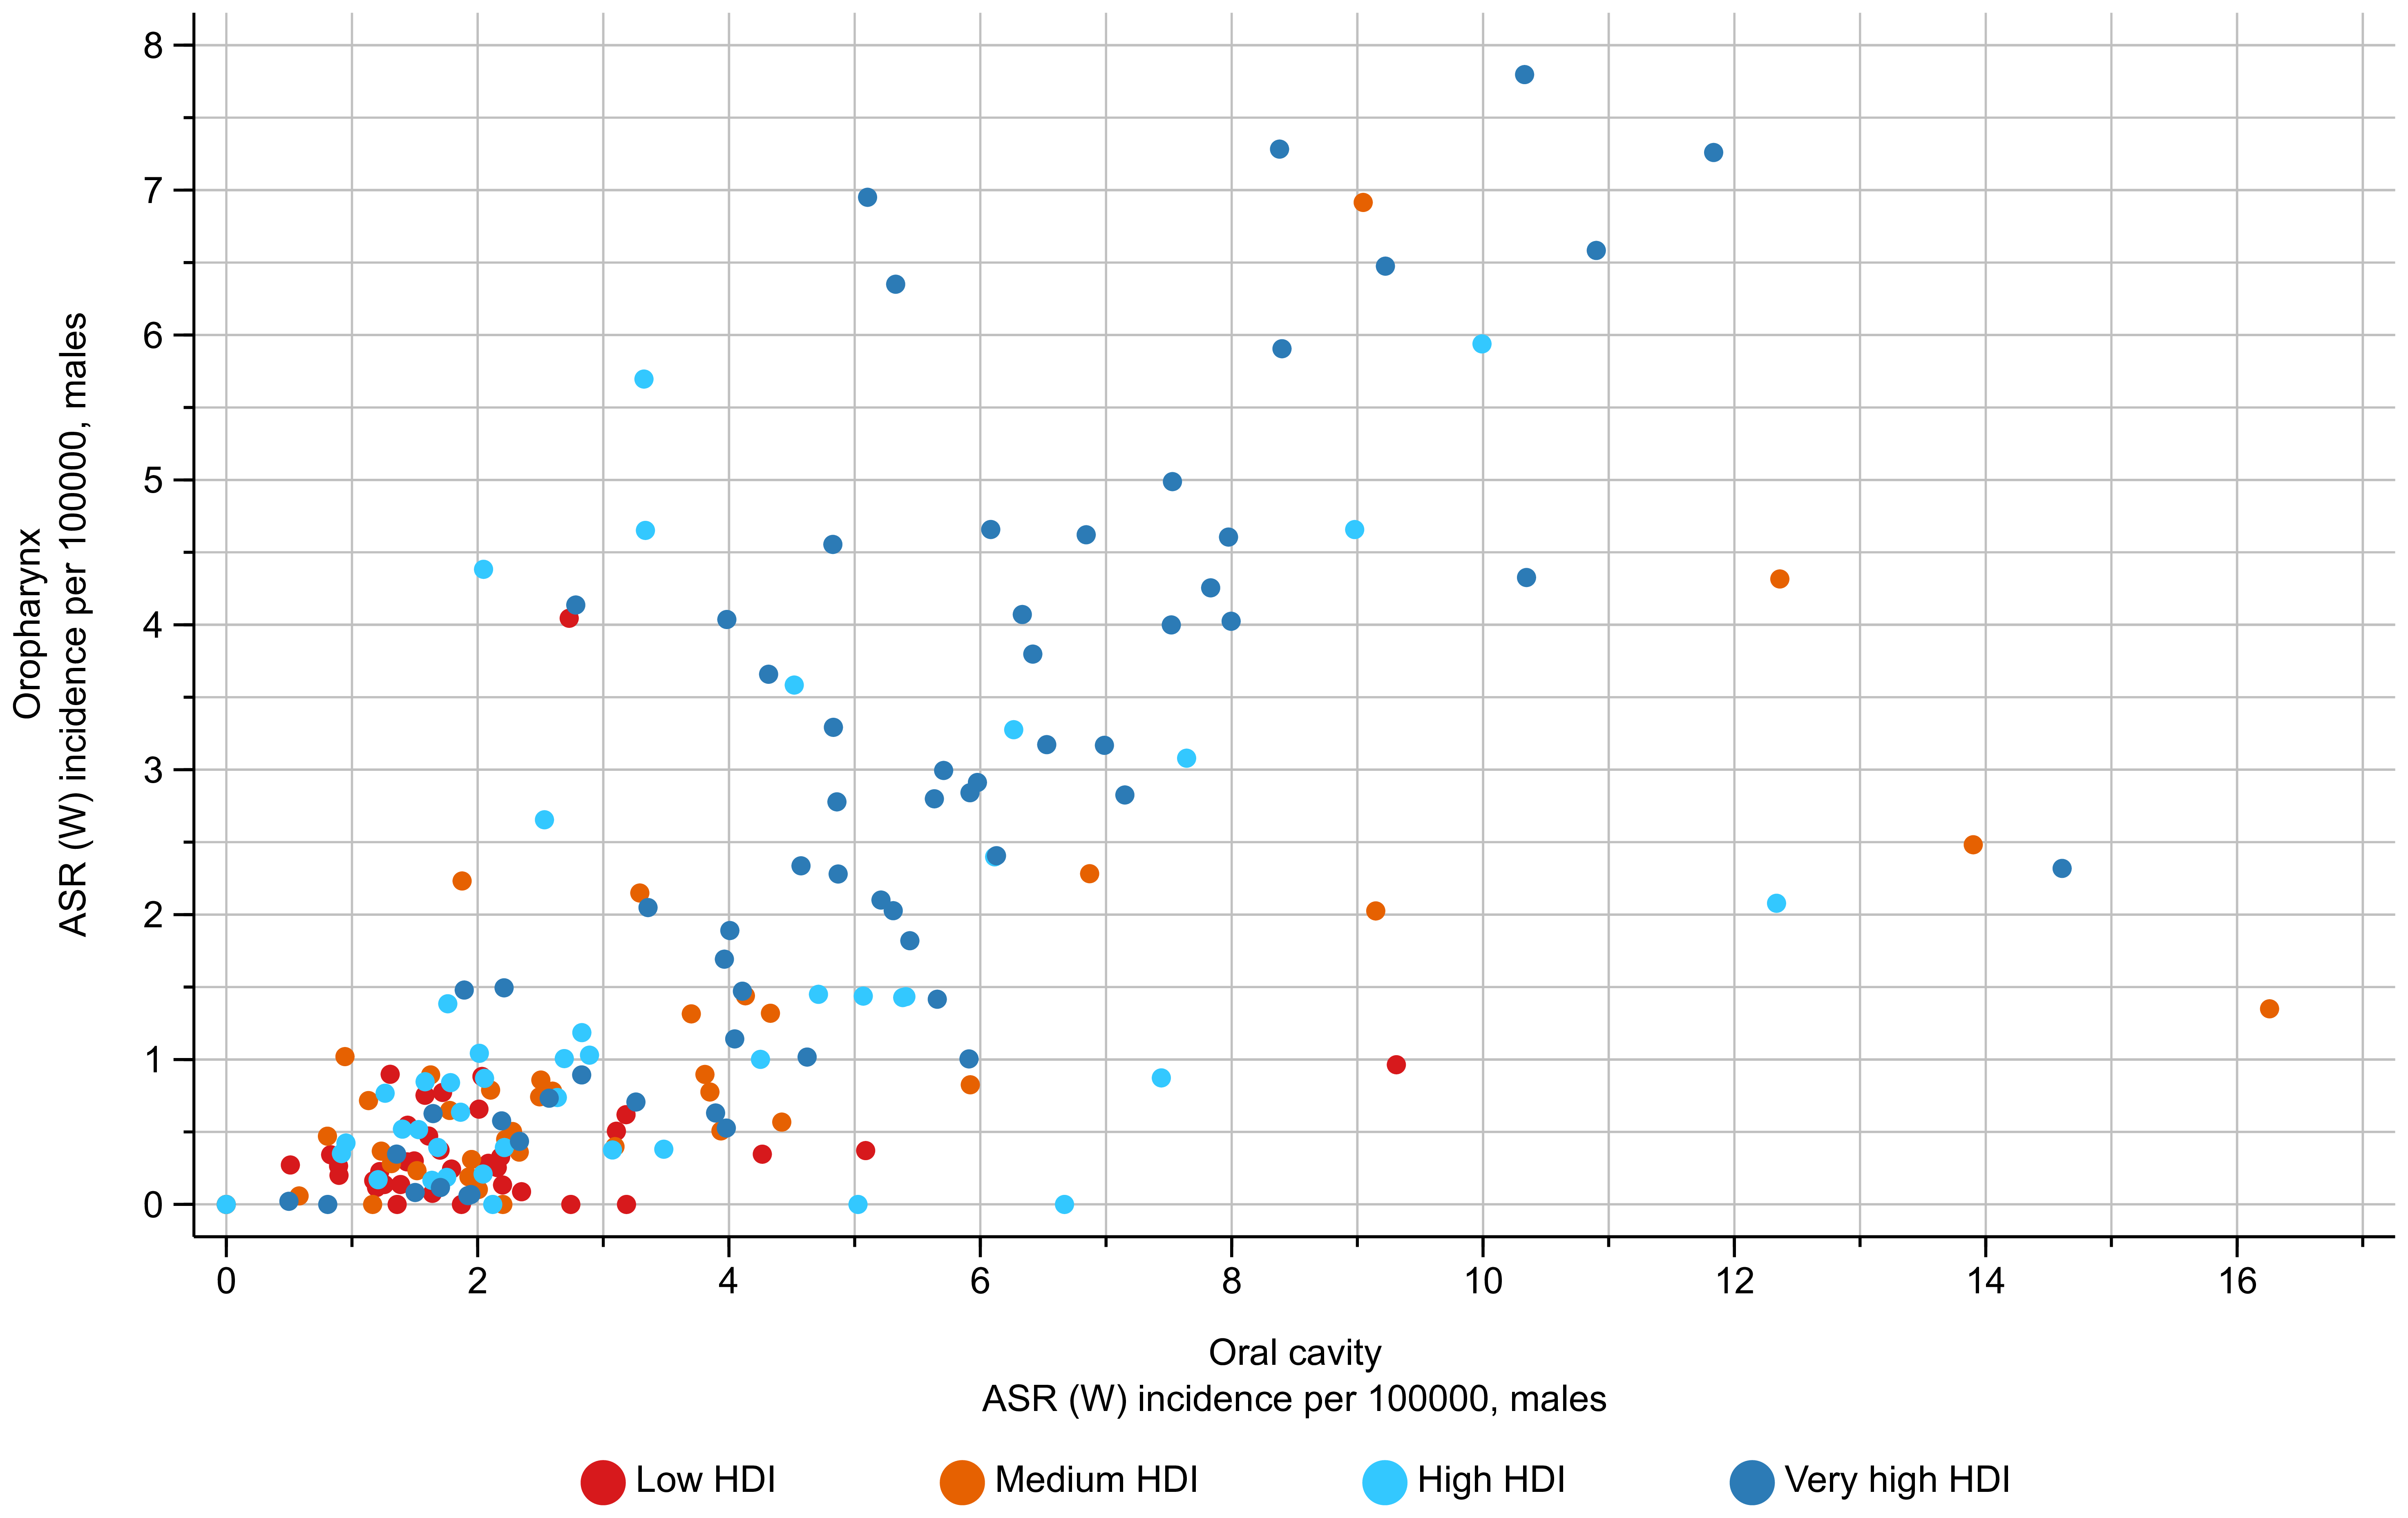 Oropharynx
ASR (W) incidence per 100000, males
8
7
6
5
4
3
2
1
0
0 2 4 6 8 10 12 14 16
Oral cavity
ASR (W) incidence per 100000, males
Low HDI Medium HDI High HDI Very high HDI